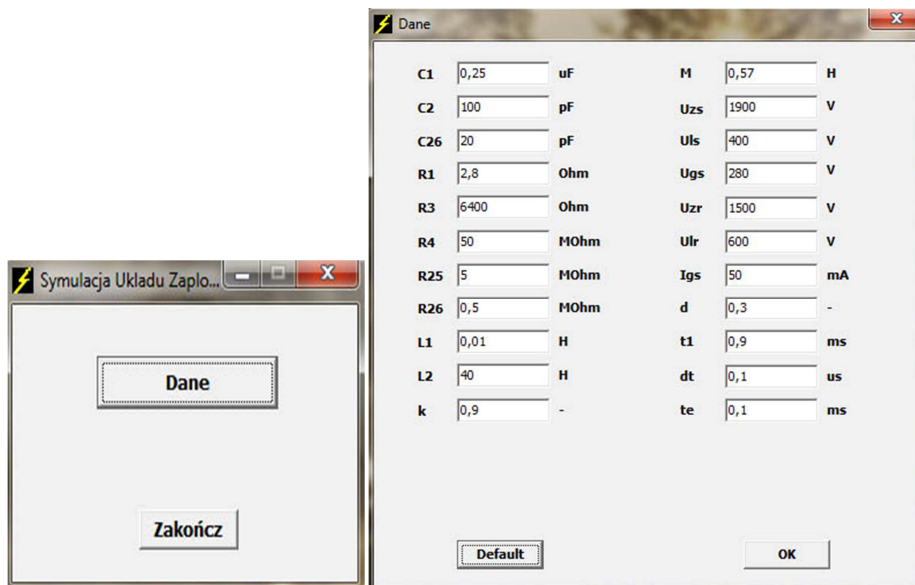 Symulacja Ukladu Zaplo...
Dane
Zakończ
Dane
C1 0,25 uF M 0,57 H
C2 100 pF Uzs 1900 V
C26 20 pF Uls 400 V
R1 2,8 Ohm Ugs 280 V
R3 6400 Ohm Uzr 1500 V
R4 50 MOhm Ulr 600 V
R25 5 MOhm Igs 50 mA
R26 0,5 MOhm d 0,3 -
L1 0,01 H t1 0,9 ms
L2 40 H dt 0,1 us
k 0,9 - te 0,1 ms
Default OK